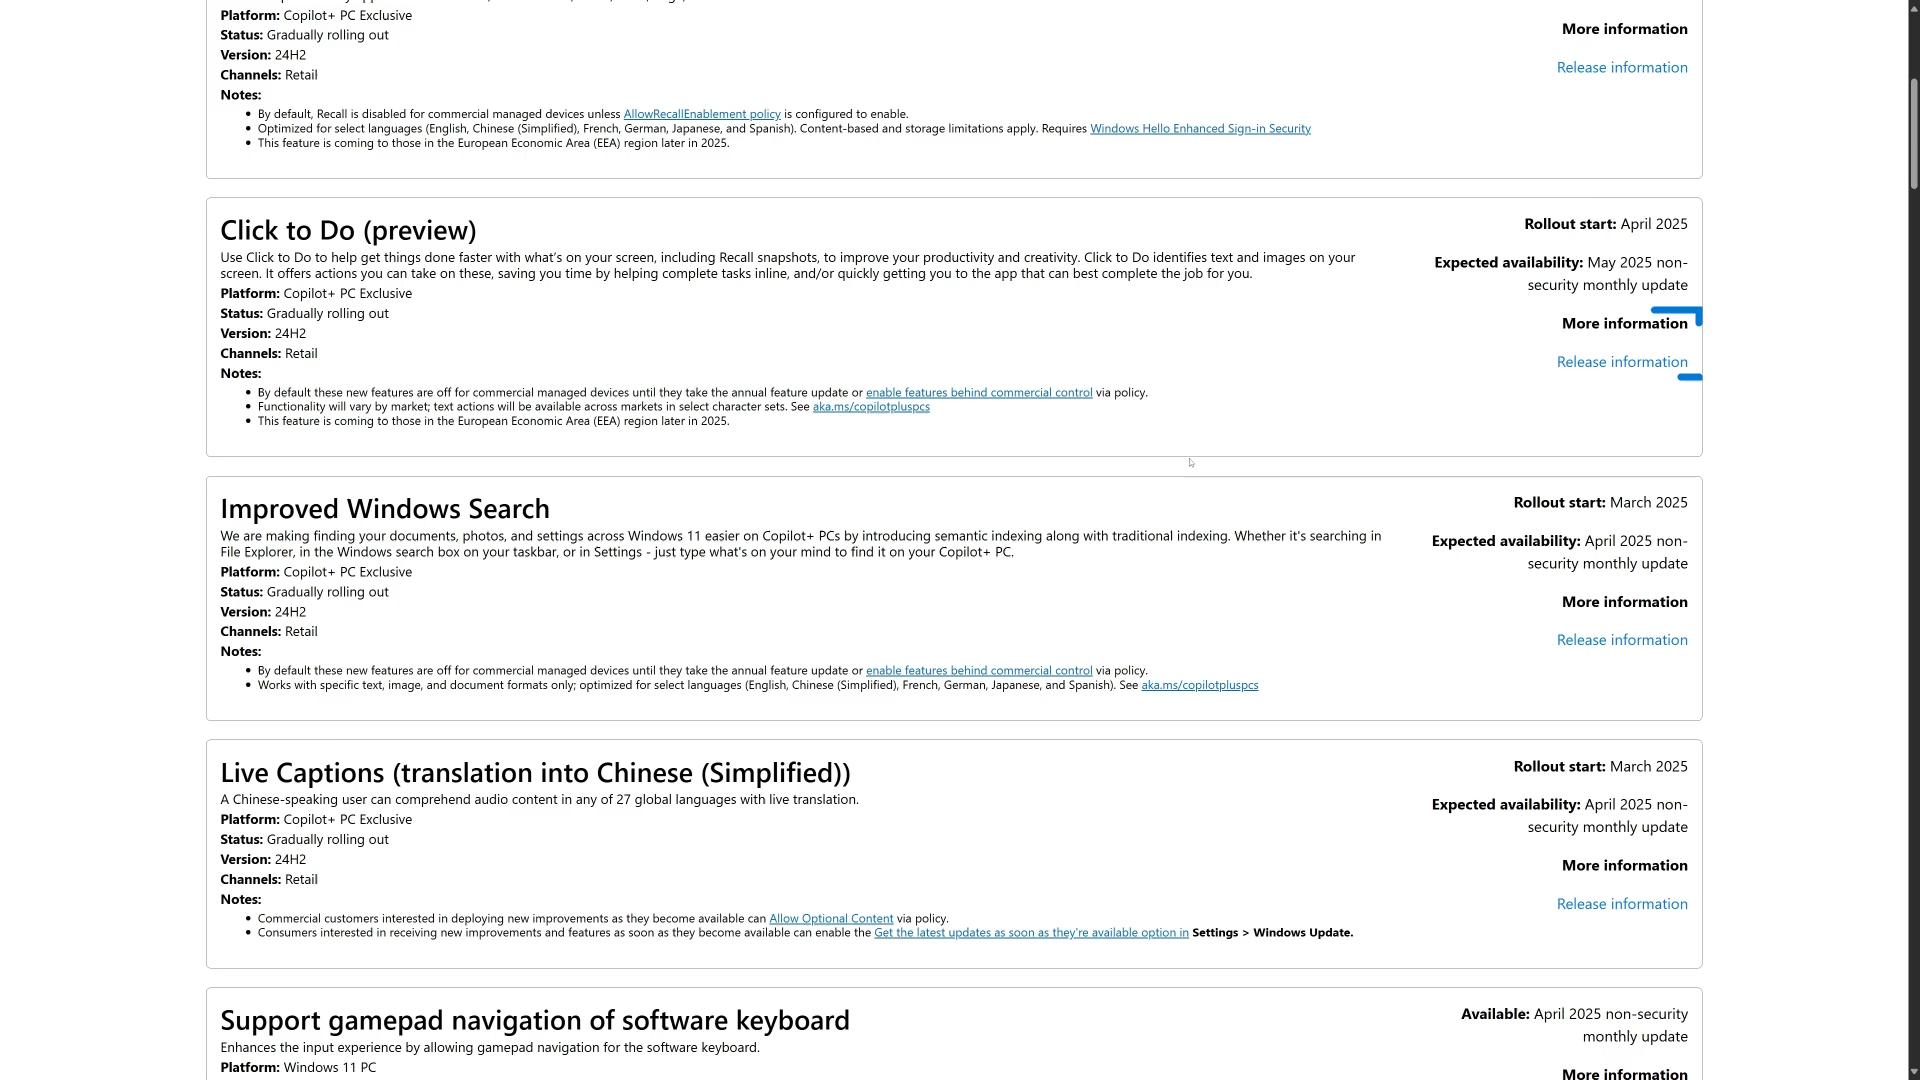 Platform: Copilot+ PC Exclusive
Status: Gradually rolling out
Version: 24H2
Channels: Retail
Notes:
By default, Recall is disabled for commercial managed devices unless AllowRecallEnablement policy is configured to enable.
Optimized for select languages (English, Chinese (Simplified), French, German, Japanese, and Spanish). Content-based and storage limitations apply. Requires Windows Hello Enhanced Sign-in Security
This feature is coming to those in the European Economic Area (EEA) region later in 2025.
More information
Release information
Click to Do (preview)
Use Click to Do to help get things done faster with what’s on your screen, including Recall snapshots, to improve your productivity and creativity. Click to Do identifies text and images on your
screen. It offers actions you can take on these, saving you time by helping complete tasks inline, and/or quickly getting you to the app that can best complete the job for you.
Platform: Copilot+ PC Exclusive
Status: Gradually rolling out
Version: 24H2
Channels: Retail
Notes:
By default these new features are off for commercial managed devices until they take the annual feature update or enable features behind commercial control via policy.
Functionality will vary by market; text actions will be available across markets in select character sets. See aka.ms/copilotpluspcs
This feature is coming to those in the European Economic Area (EEA) region later in 2025.
Rollout start: April 2025
Expected availability: May 2025 non-
security monthly update
More information
Release information
Improved Windows Search
We are making finding your documents, photos, and settings across Windows 11 easier on Copilot+ PCs by introducing semantic indexing along with traditional indexing. Whether it's searching in
File Explorer, in the Windows search box on your taskbar, or in Settings - just type what's on your mind to find it on your Copilot+ PC.
Platform: Copilot+ PC Exclusive
Status: Gradually rolling out
Version: 24H2
Channels: Retail
Notes:
By default these new features are off for commercial managed devices until they take the annual feature update or enable features behind commercial control via policy.
Works with specific text, image, and document formats only; optimized for select languages (English, Chinese (Simplified), French, German, Japanese, and Spanish). See aka.ms/copilotpluspcs
Rollout start: March 2025
Expected availability: April 2025 non-
security monthly update
More information
Release information
Live Captions (translation into Chinese (Simplified))
A Chinese-speaking user can comprehend audio content in any of 27 global languages with live translation.
Platform: Copilot+ PC Exclusive
Status: Gradually rolling out
Version: 24H2
Channels: Retail
Notes:
Commercial customers interested in deploying new improvements as they become available can Allow Optional Content via policy.
Consumers interested in receiving new improvements and features as soon as they become available can enable the Get the latest updates as soon as they're available option in Settings > Windows Update.
Rollout start: March 2025
Expected availability: April 2025 non-
security monthly update
More information
Release information
Support gamepad navigation of software keyboard
Enhances the input experience by allowing gamepad navigation for the software keyboard.
Platform: Windows 11 PC
Available: April 2025 non-security
monthly update
More information